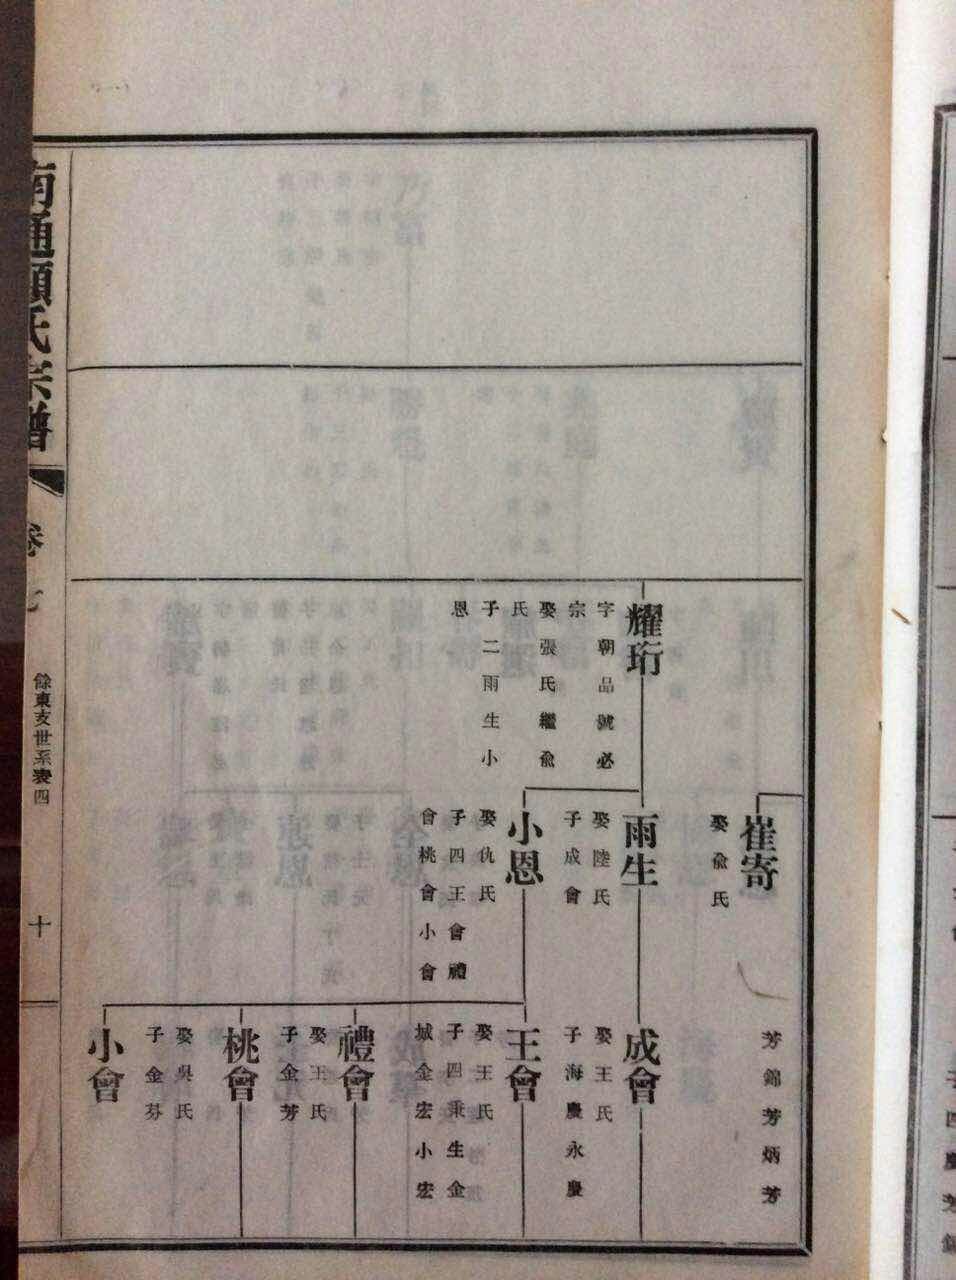 耀珩
字朝品號必
宗
娶張氏繼兪
氏
子二雨生小
恩
崔寄
娶兪氏
雨生
娶陸氏
子成會
小恩
娶仇氏
子四王會禮
會桃會小會
芳錦芳炳芳
成會
娶王氏
子海慶永慶
王會
娶王氏
子四秉生金
城金宏小宏
禮會
娶王氏
子金芳
桃會
娶吳氏
子金芬
小會
南通顧氏宗譜
卷七
餘東支世系表四
十